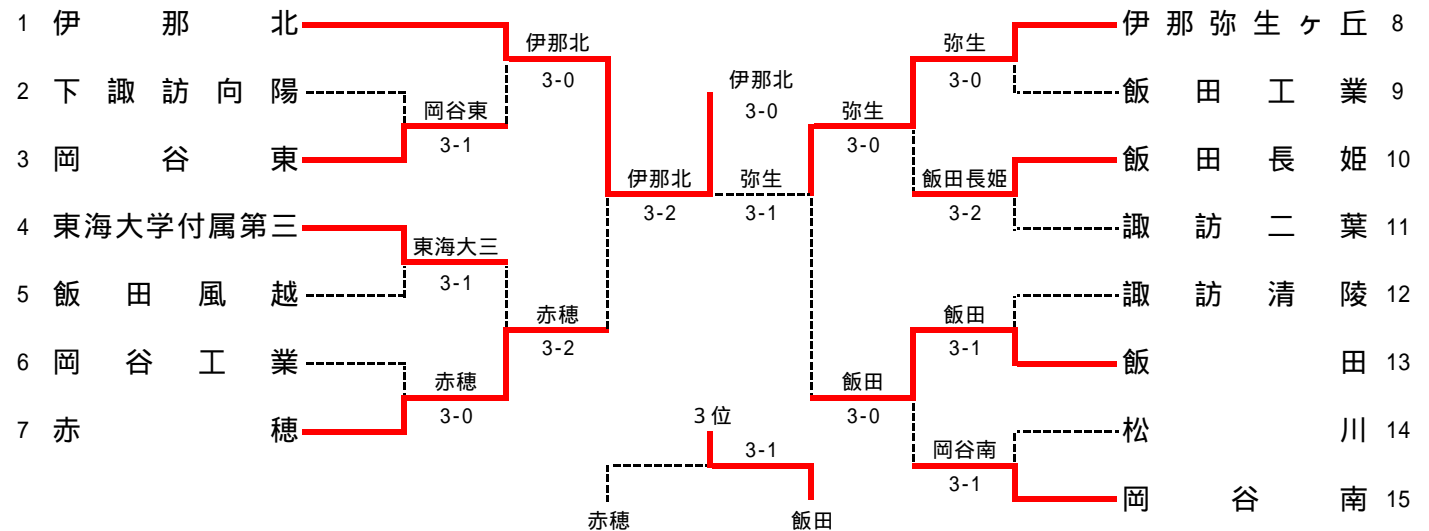 1 伊那北
2 下諏訪向陽
3 岡谷東
4 東海大学付属第三
5 飯田風越
6 岡谷工業
7 赤穂
伊那北
3-0
岡谷東
3-1
東海大三
3-1
赤穂
3-2
赤穂
3-0
伊那北
3-2
伊那北
3-0
弥生
3-1
弥生
3-0
弥生
3-0
飯田長姫
3-2
飯田
3-1
飯田
3-0
岡谷南
3-1
3位
3-1
赤穂
飯田
伊那弥生ヶ丘 8
飯田工業 9
飯田長姫 10
諏訪二葉 11
諏訪清陵 12
飯田 13
松川 14
岡谷南 15